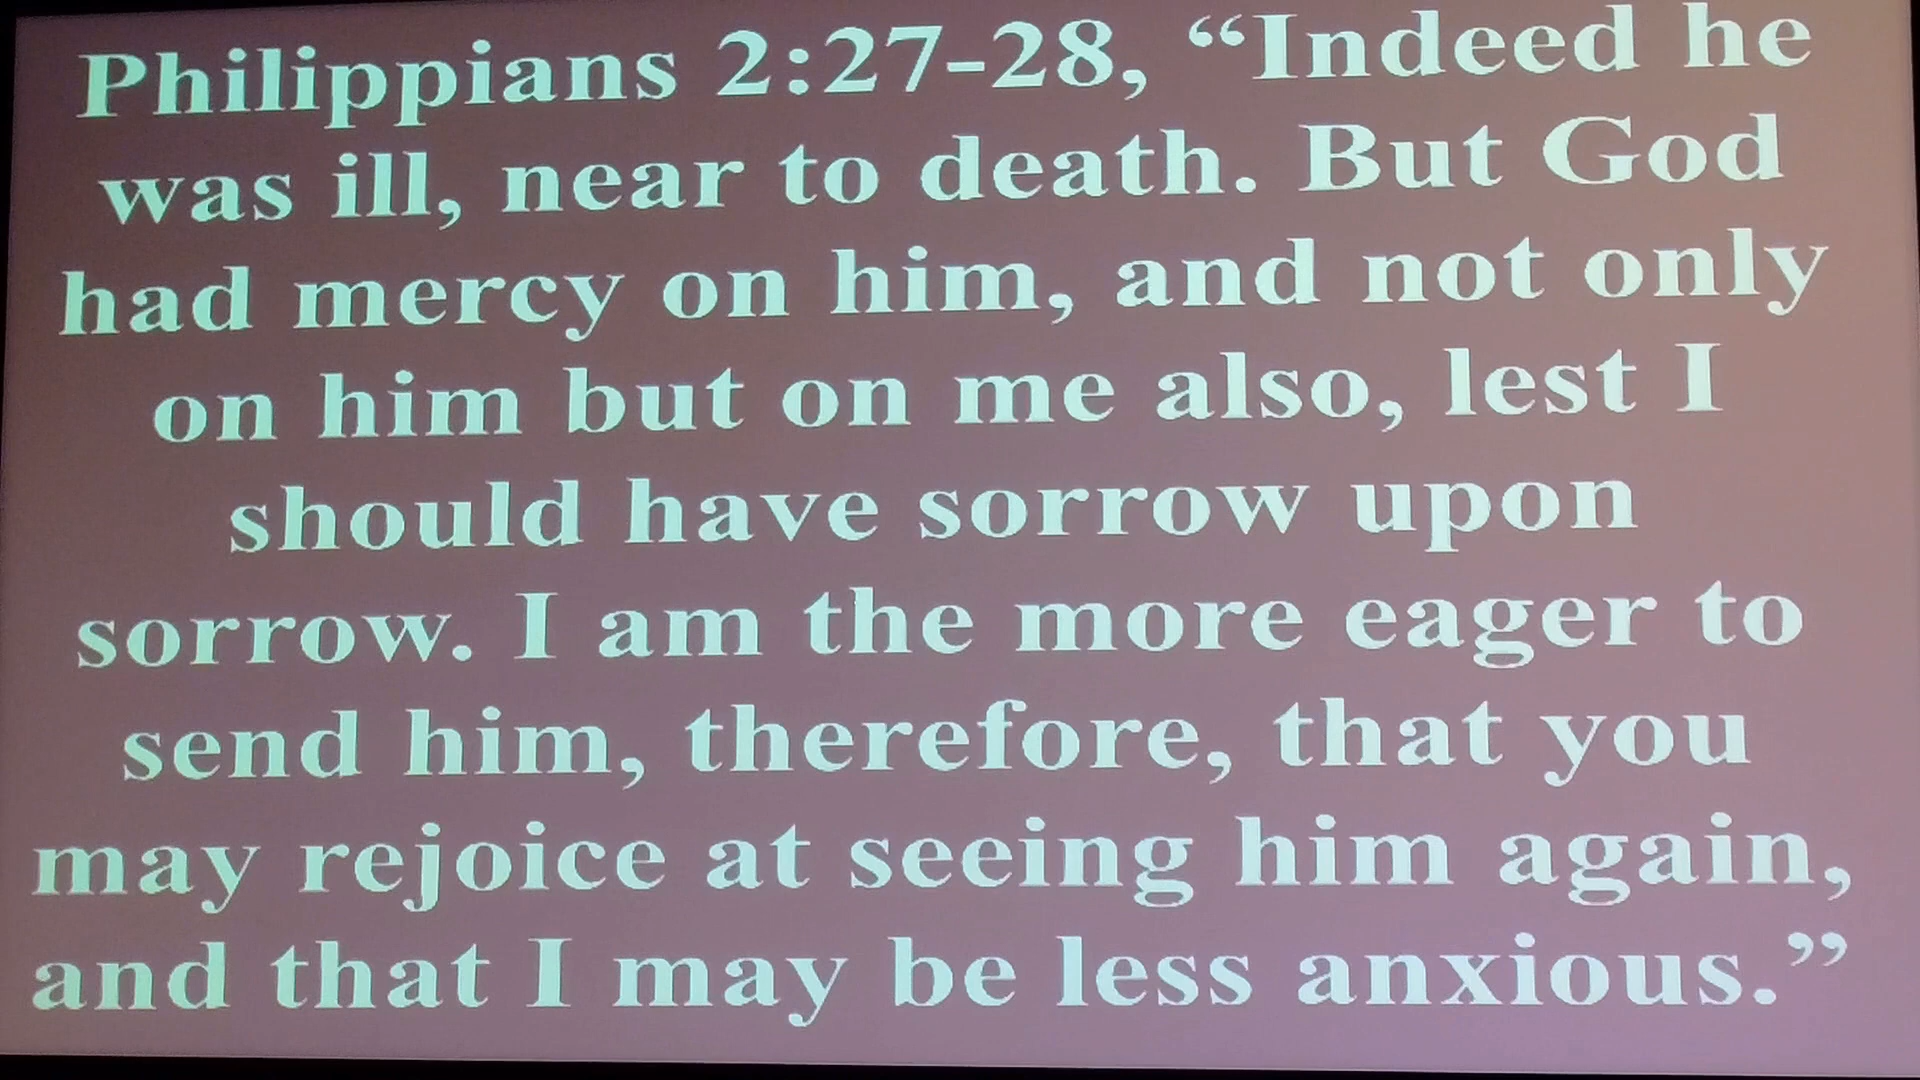 Philippians 2:27-28, “Indeed he
was ill, near to death. But God
had mercy on him, and not only
on him but on me also, lest I
should have sorrow upon
sorrow. I am the more eager to
send him, therefore, that you
may rejoice at seeing him again,
and that I may be less anxious.”